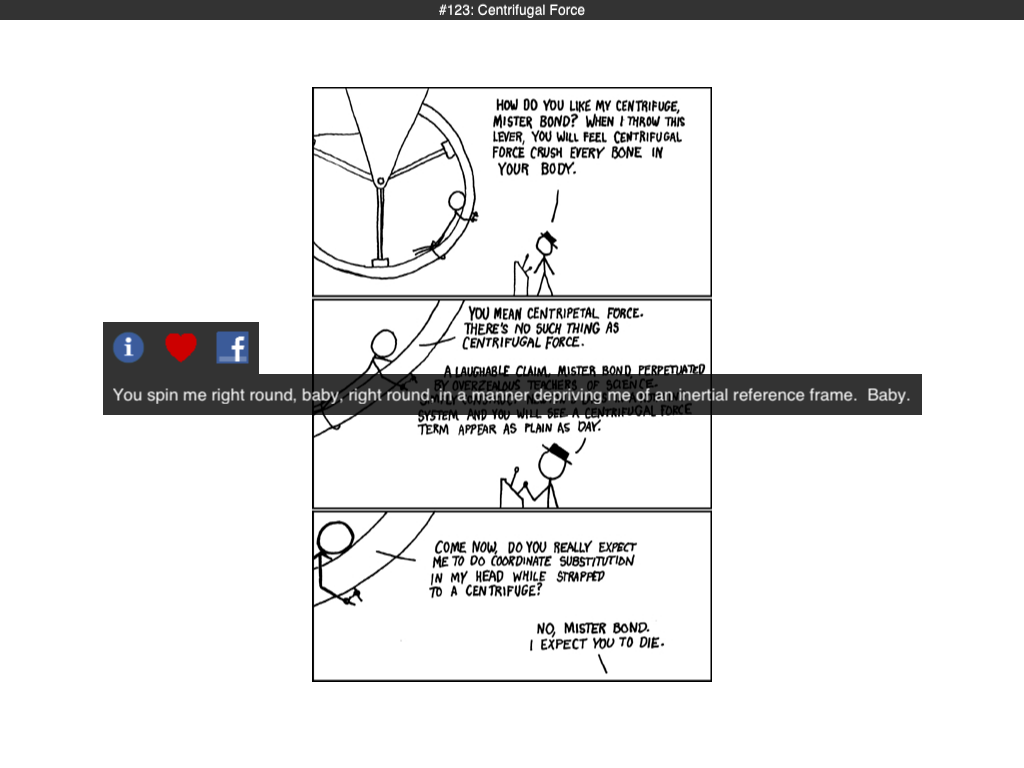 #123: Centrifugal Force
HOW DO YOU LIKE MY CENTRIFUGE,
MISTER BOND? WHEN I THROW THIS
LEVER, YOU WILL FEEL CENTRIFUGAL
FORCE CRUSH EVERY BONE IN
YOUR BODY.
YOU MEAN CENTRIPETAL FORCE.
THERE'S NO SUCH THING AS
CENTRIFUGAL FORCE.
A LAUGHABLE CLAIM, MISTER BOND, PERPETUATED
BY OVERZEALOUS TEACHERS OF SCIENCE.
SYSTEM AND YOU WILL SEE A CENTRIFUGAL FORCE
TERM APPEAR AS PLAIN AS DAY.
You spin me right round, baby, right round, in a manner depriving me of an inertial reference frame.  Baby.
COME NOW, DO YOU REALLY EXPECT
ME TO DO COORDINATE SUBSTITUTION
IN MY HEAD WHILE STRAPPED
TO A CENTRIFUGE?
NO, MISTER BOND.
I EXPECT YOU TO DIE.